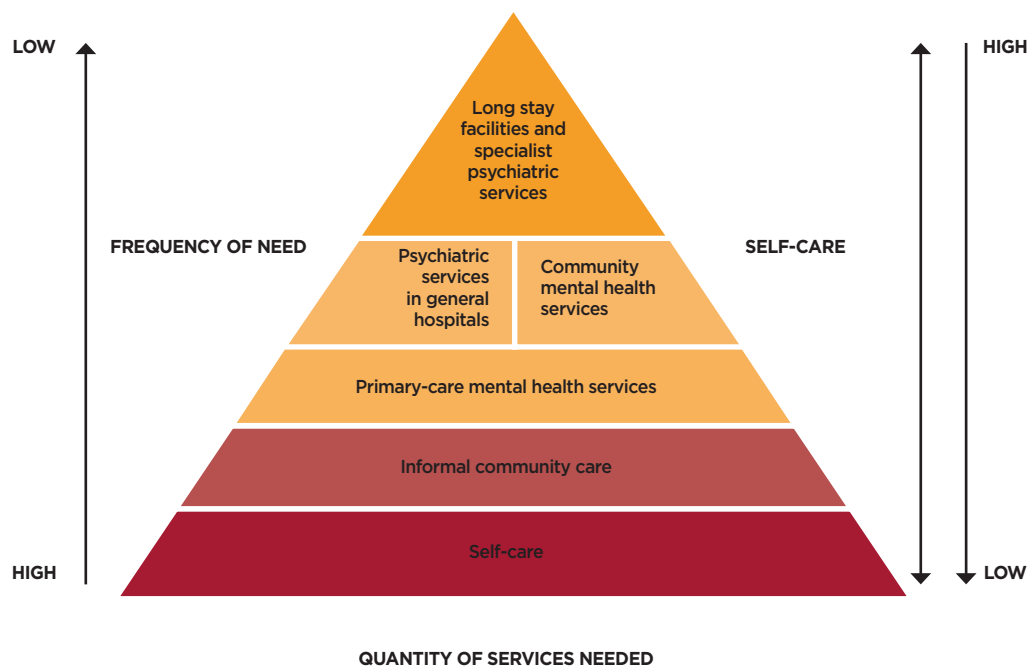 LOW
HIGH
Long stay
facilities and
specialist
psychiatric
services
FREQUENCY OF NEED
SELF-CARE
Psychiatric
services
in general
hospitals
Community
mental health
services
Primary-care mental health services
Informal community care
Self-care
HIGH
LOW
QUANTITY OF SERVICES NEEDED